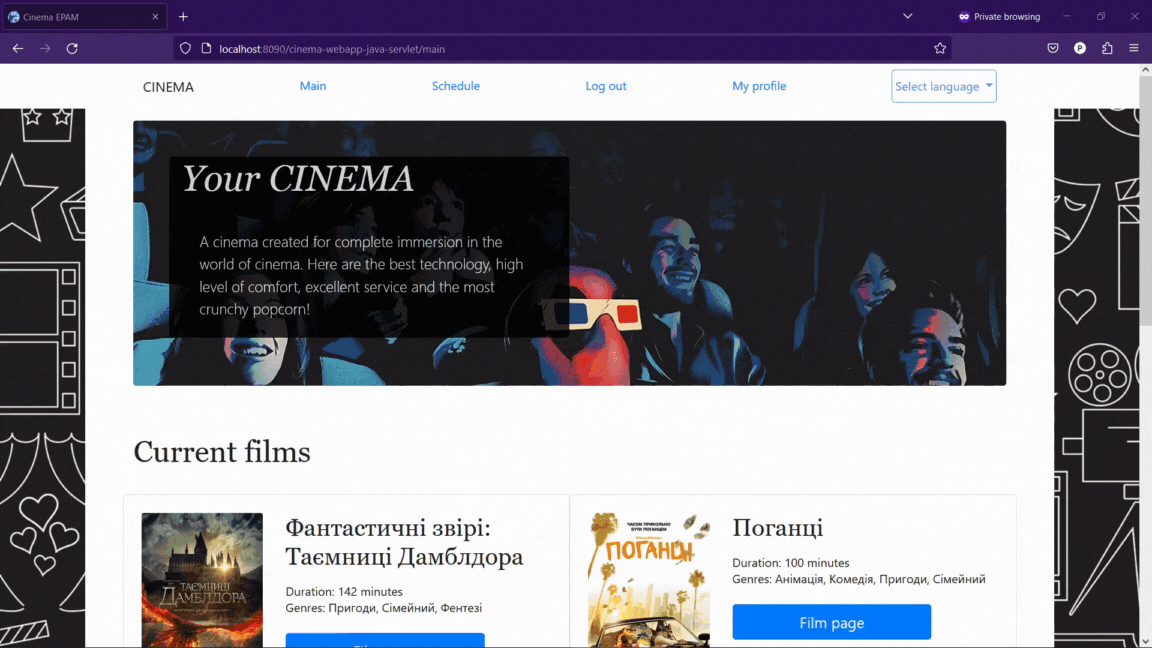 Cinema EPAM
Private browsing
localhost:8090/cinema-webapp-java-servlet/main
CINEMA
Main
Schedule
Log out
My profile
Select language
Your CINEMA
A cinema created for complete immersion in the
world of cinema. Here are the best technology, high
level of comfort, excellent service and the most
crunchy popcorn!
Current films
ТАЄМНИЦІ
ДАМБЛДОРА
Фантастичні звірі:
Таємниці Дамблдора
Duration: 142 minutes
Genres: Пригоди, Сімейний, Фентезі
ЧАСОМ ПРИКОЛЬНО
БУТИ ПОГАНЦЕМ
ПОГАНЦІ
Поганці
Duration: 100 minutes
Genres: Анімація, Комедія, Пригоди, Сімейний
Film page